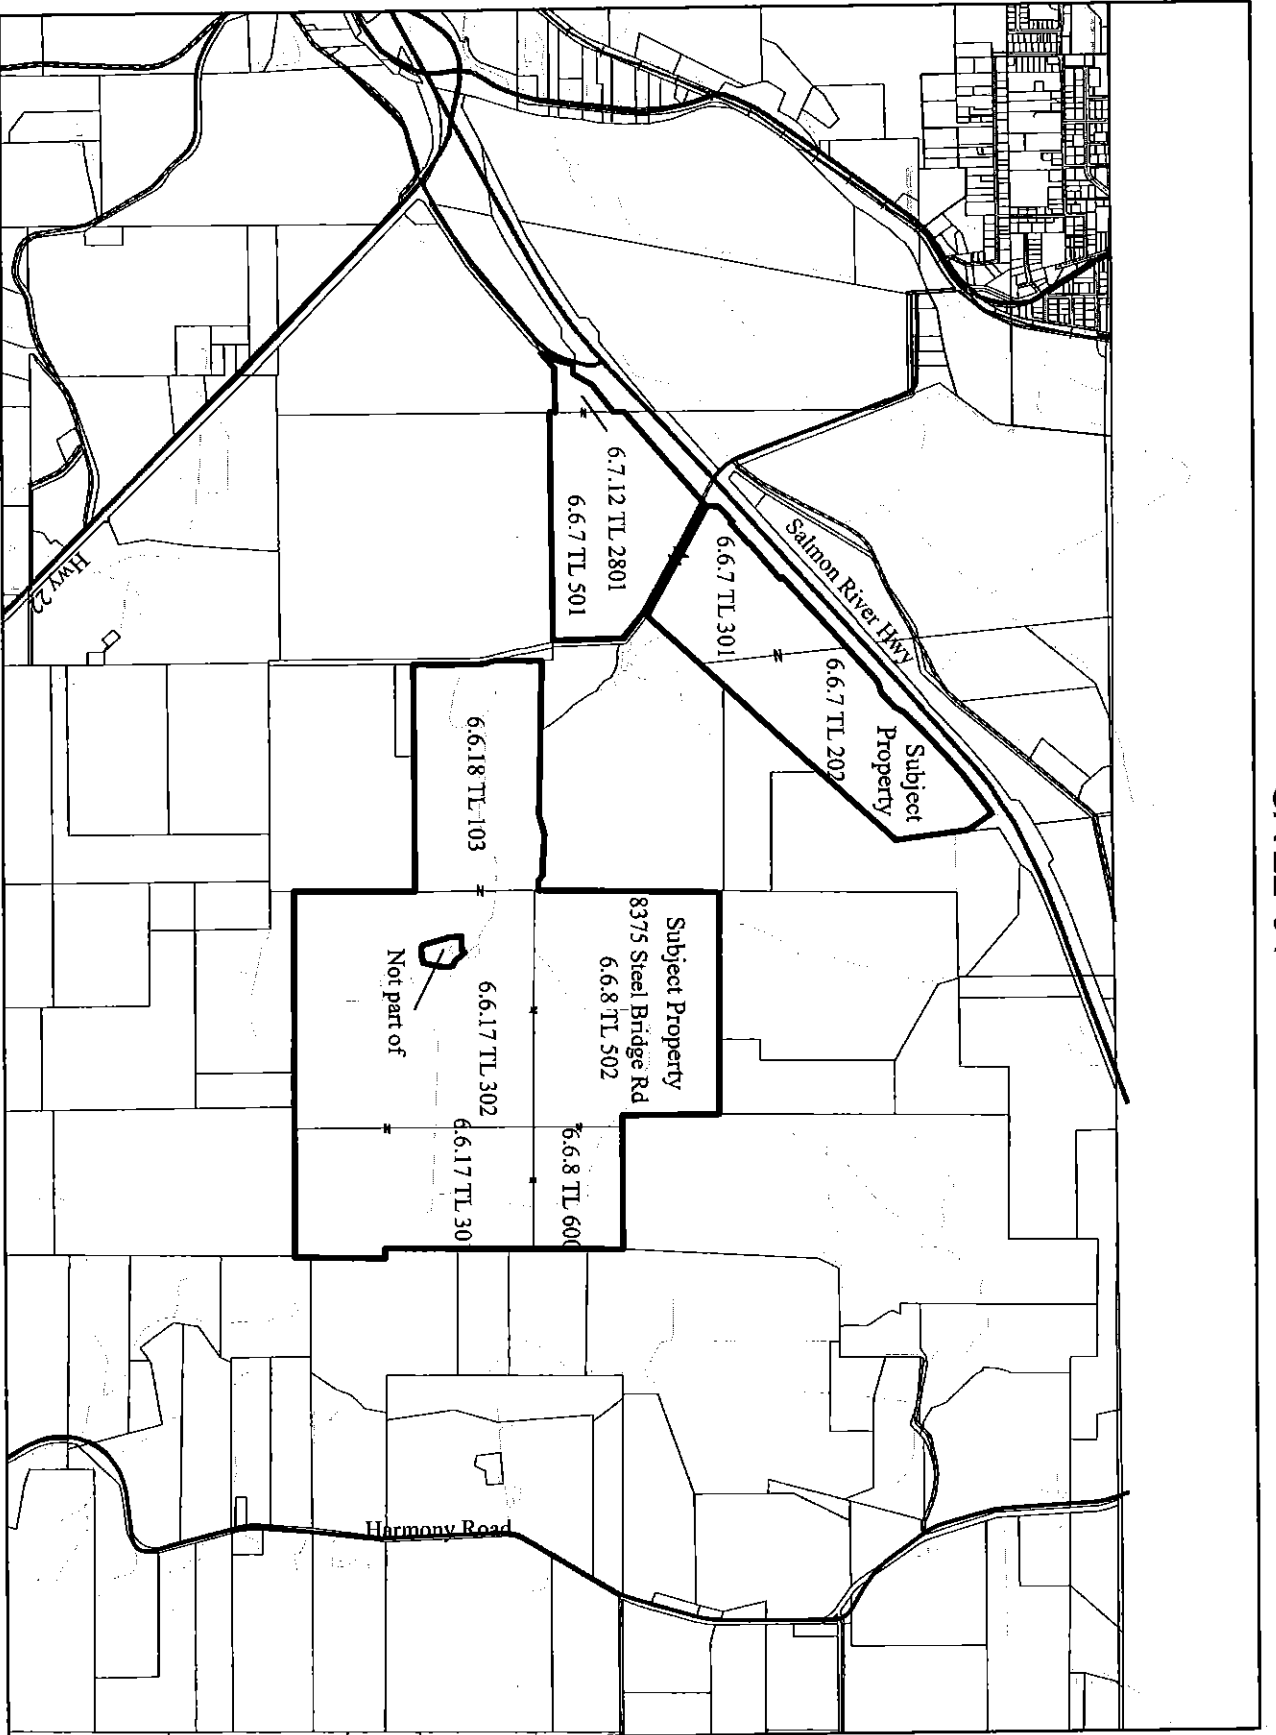 Salmon River Hwy
Subject
Property
6.6.7 TL 202
6.6.7 TL 301
6.7.12 TL 2801
6.6.7 TL 501
Hwy 22
6.6.18 TL 103
Subject Property
8375 Steel Bridge Rd
6.6.8 TL 502
6.6.17 TL 302
Not part of
6.6.8 TL 600
6.6.17 TL 30
Harmony Road